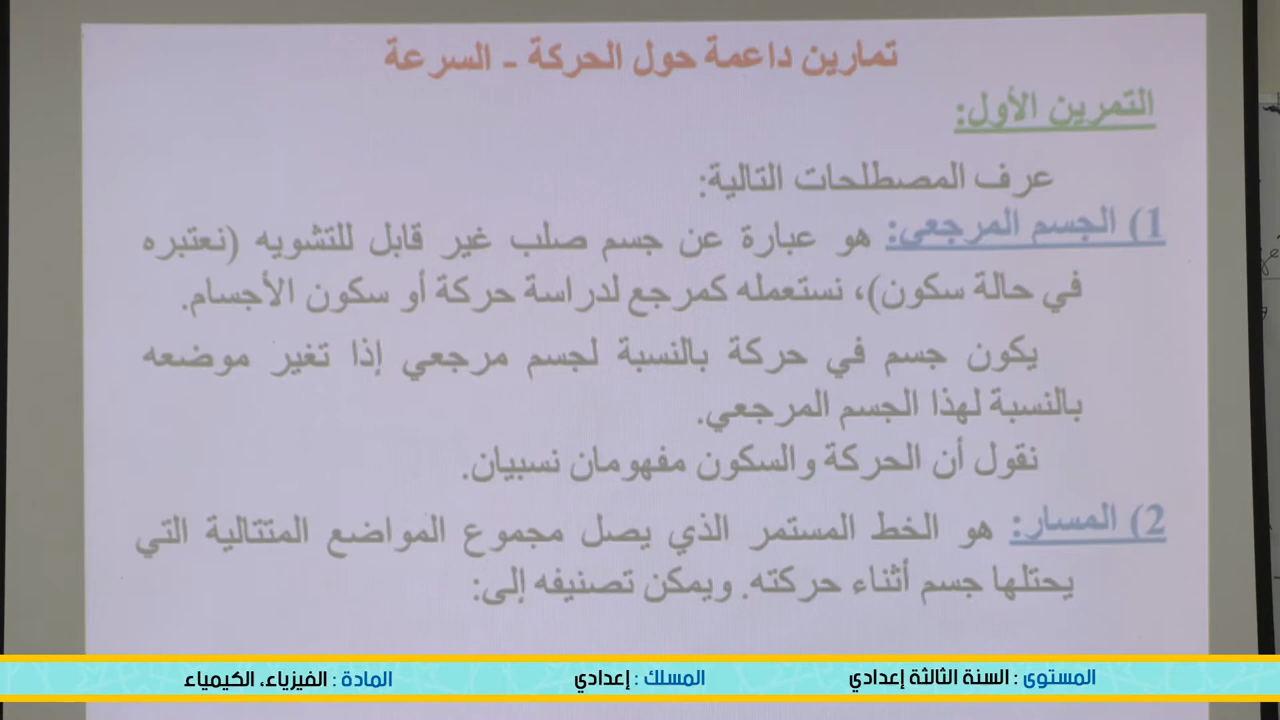 تمارين داعمة حول الحركة - السرعة
التمرين الأول:
عرف المصطلحات التالية:
1) الجسم المرجعي: هو عبارة عن جسم صلب غير قابل للتشويه (نعتبره
في حالة سكون)، نستعمله كمرجع لدراسة حركة أو سكون الأجسام.
يكون جسم في حركة بالنسبة لجسم مرجعي إذا تغير موضعه
بالنسبة لهذا الجسم المرجعي.
نقول أن الحركة والسكون مفهومان نسبيان.
2) المسار: هو الخط المستمر الذي يصل مجموع المواضع المتتالية التي
يحتلها جسم أثناء حركته. ويمكن تصنيفه إلى:
المستوى : السنة الثالثة إعدادي المسلك : إعدادي المادة : الفيزياء، الكيمياء